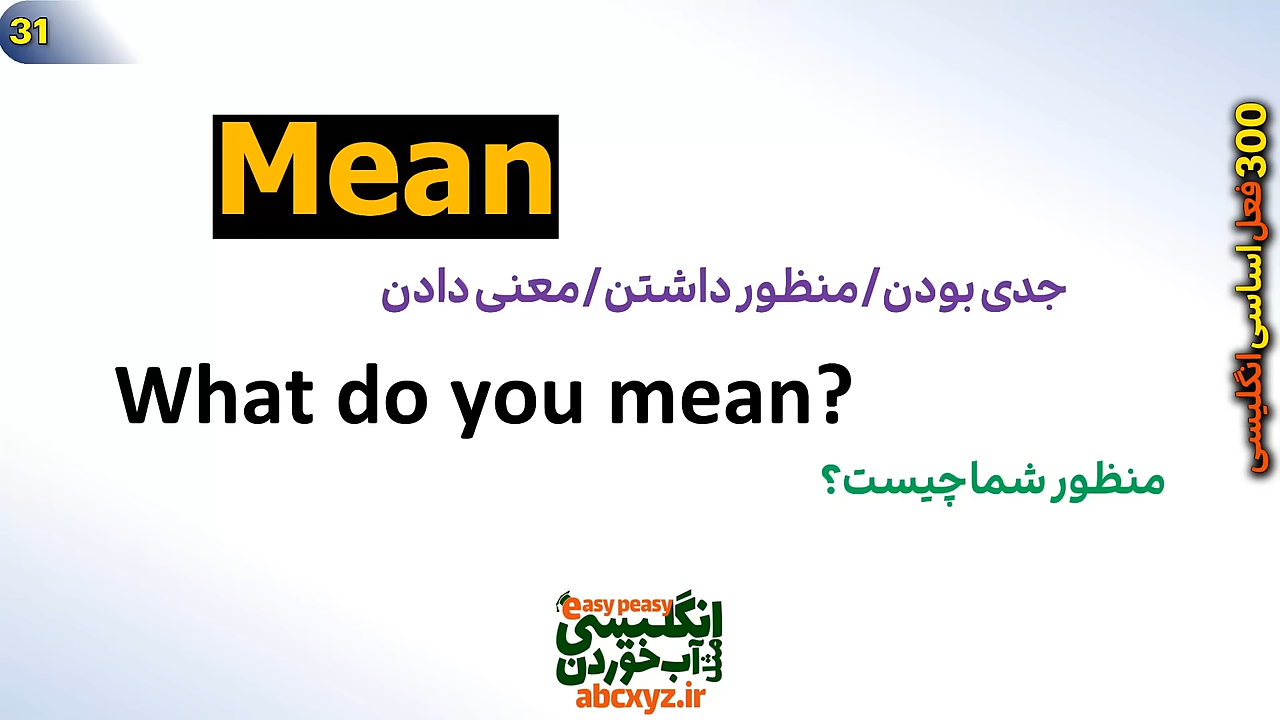 31
Mean
جدی بودن/منظور داشتن/معنی دادن
What do you mean?
منظور شما چیست؟
300 فعل اساسی انگلیسی
easy peasy
انگلیسی
مثل آب خوردن
abcxyz.ir